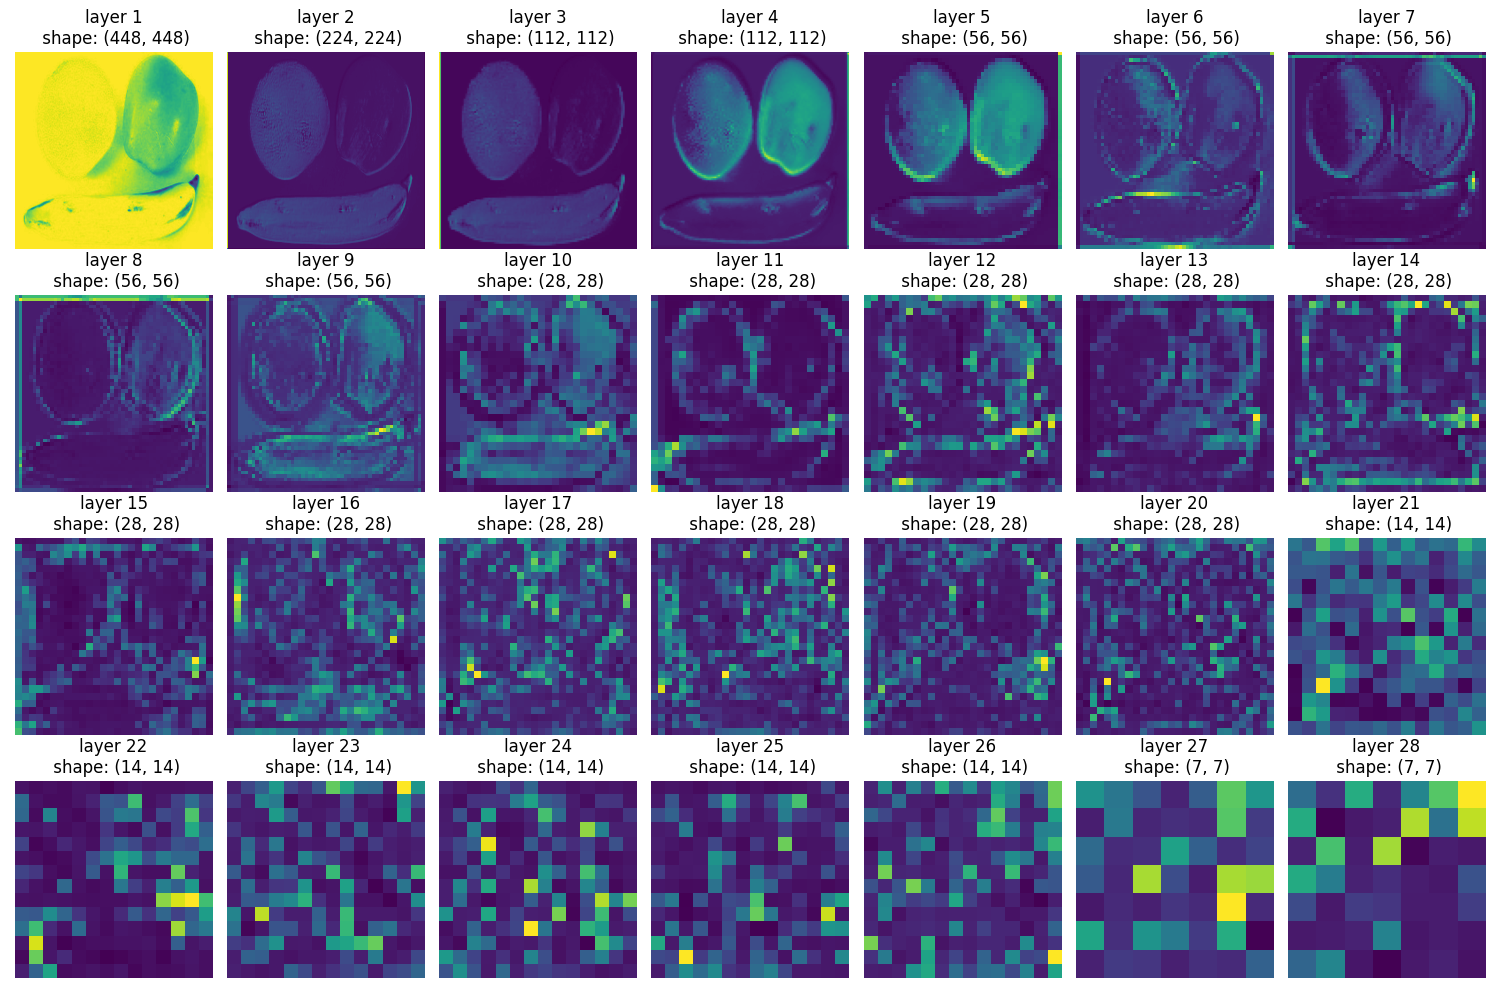 layer 1
shape: (448, 448)
layer 2
shape: (224, 224)
layer 3
shape: (112, 112)
layer 4
shape: (112, 112)
layer 5
shape: (56, 56)
layer 6
shape: (56, 56)
layer 7
shape: (56, 56)
layer 8
shape: (56, 56)
layer 9
shape: (56, 56)
layer 10
shape: (28, 28)
layer 11
shape: (28, 28)
layer 12
shape: (28, 28)
layer 13
shape: (28, 28)
layer 14
shape: (28, 28)
layer 15
shape: (28, 28)
layer 16
shape: (28, 28)
layer 17
shape: (28, 28)
layer 18
shape: (28, 28)
layer 19
shape: (28, 28)
layer 20
shape: (28, 28)
layer 21
shape: (14, 14)
layer 22
shape: (14, 14)
layer 23
shape: (14, 14)
layer 24
shape: (14, 14)
layer 25
shape: (14, 14)
layer 26
shape: (14, 14)
layer 27
shape: (7, 7)
layer 28
shape: (7, 7)